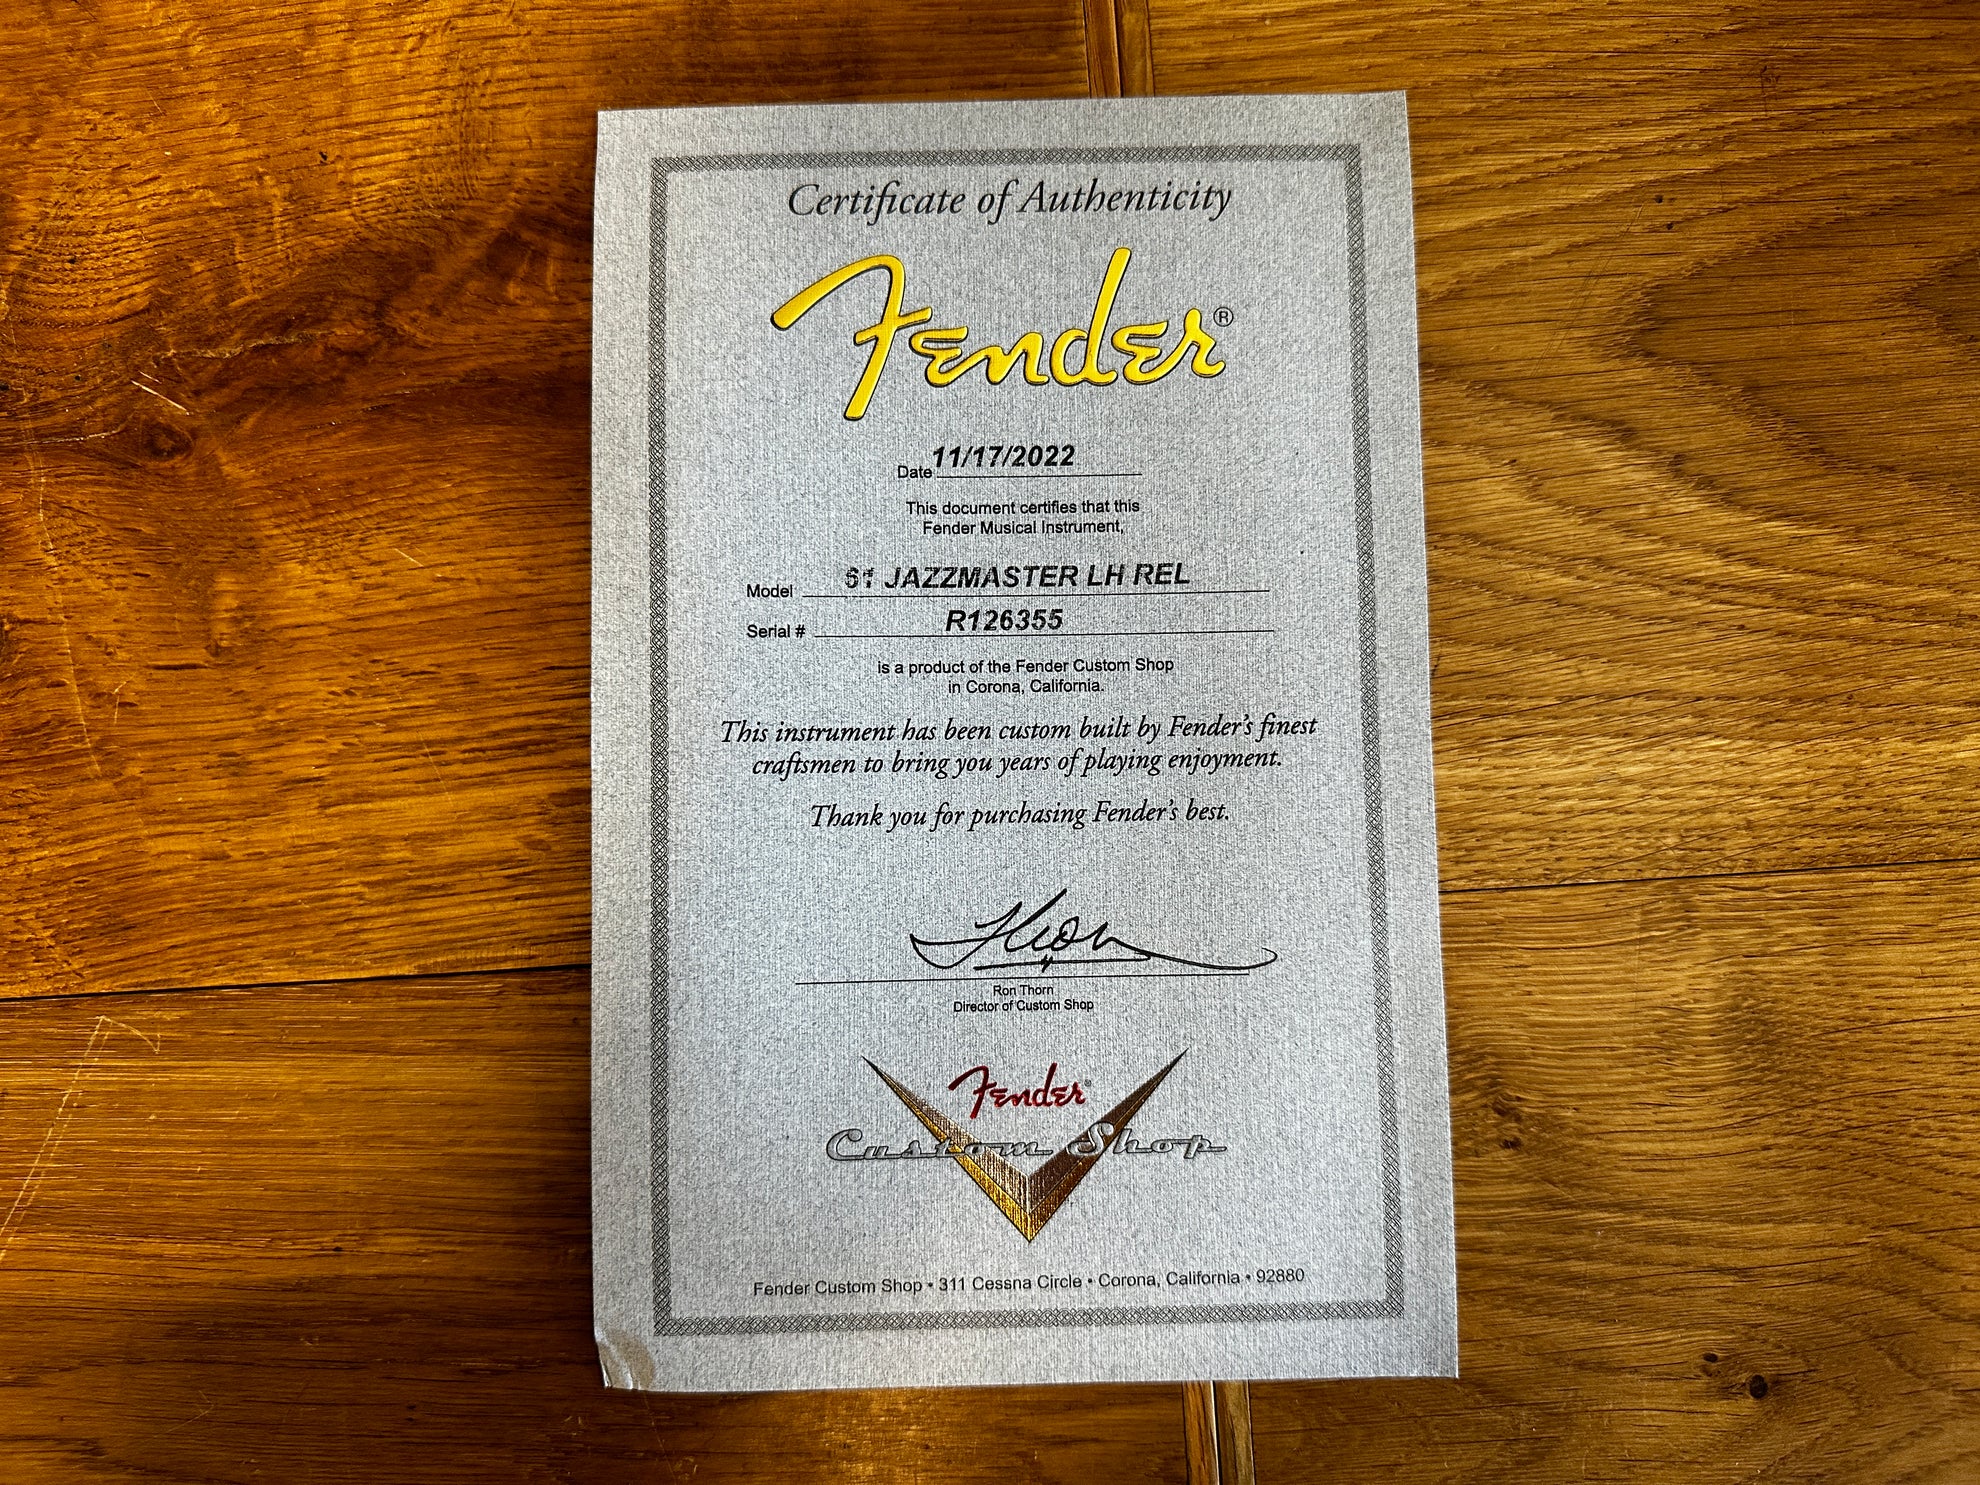 Certificate of Authenticity
Fender®
Date 11/17/2022
This document certifies that this
Fender Musical Instrument,
Model 61 JAZZMASTER LH REL
Serial # R126355
is a product of the Fender Custom Shop
in Corona, California.
This instrument has been custom built by Fender's finest
craftsmen to bring you years of playing enjoyment.
Thank you for purchasing Fender's best.
Ron Thorn
Director of Custom Shop
Fender®
Custom Shop
Fender Custom Shop • 311 Cessna Circle • Corona, California • 92880